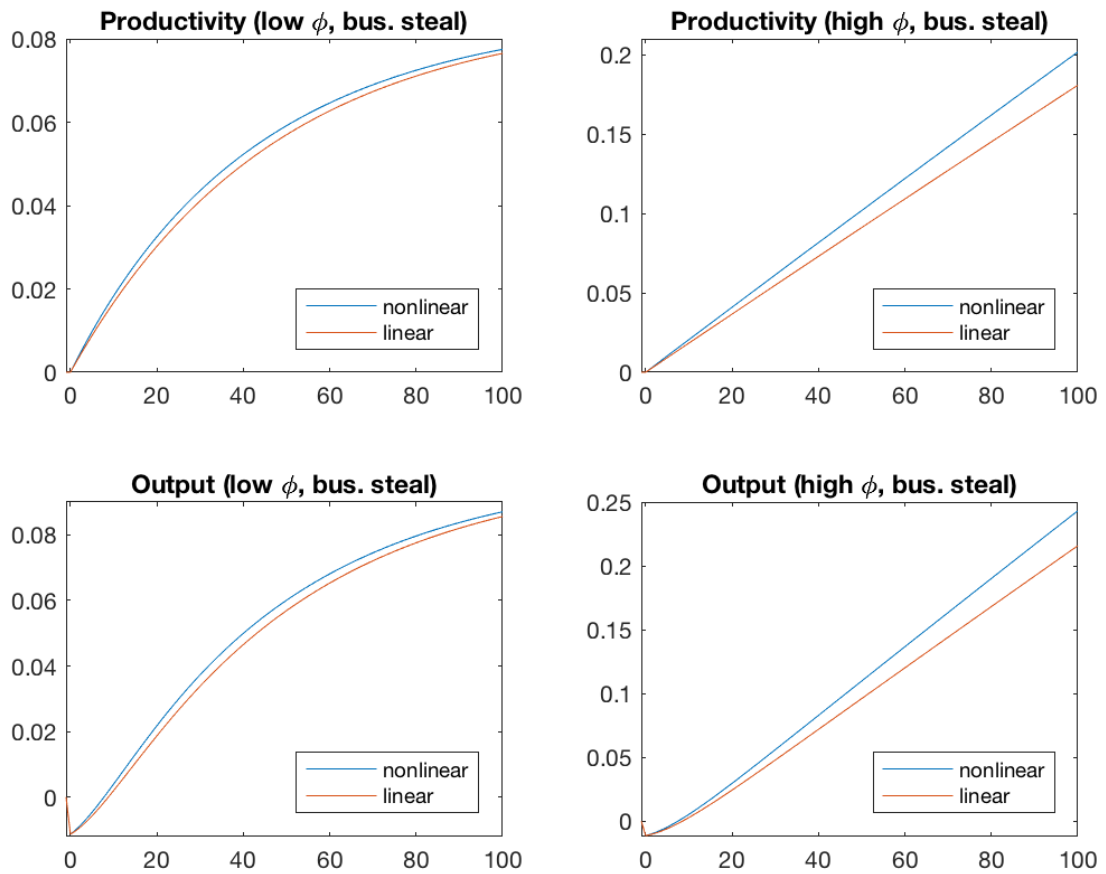 Productivity (low ϕ, bus. steal)
0.08
0.06
0.04
0.02
0
nonlinear
linear
0 20 40 60 80 100
Productivity (high ϕ, bus. steal)
0.2
0.15
0.1
0.05
0
nonlinear
linear
0 20 40 60 80 100
Output (low ϕ, bus. steal)
0.08
0.06
0.04
0.02
0
nonlinear
linear
0 20 40 60 80 100
Output (high ϕ, bus. steal)
0.25
0.2
0.15
0.1
0.05
0
nonlinear
linear
0 20 40 60 80 100